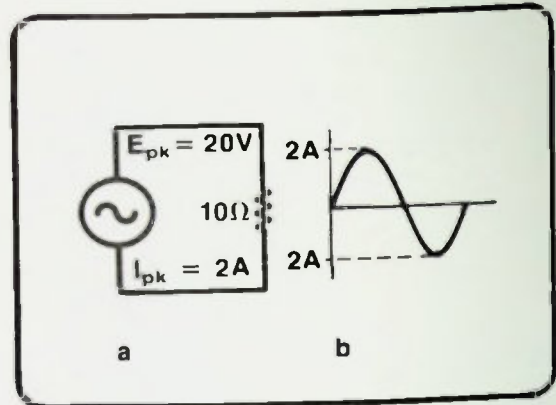 E_pk = 20V
10Ω
I_pk = 2A
2A
2A
a
b